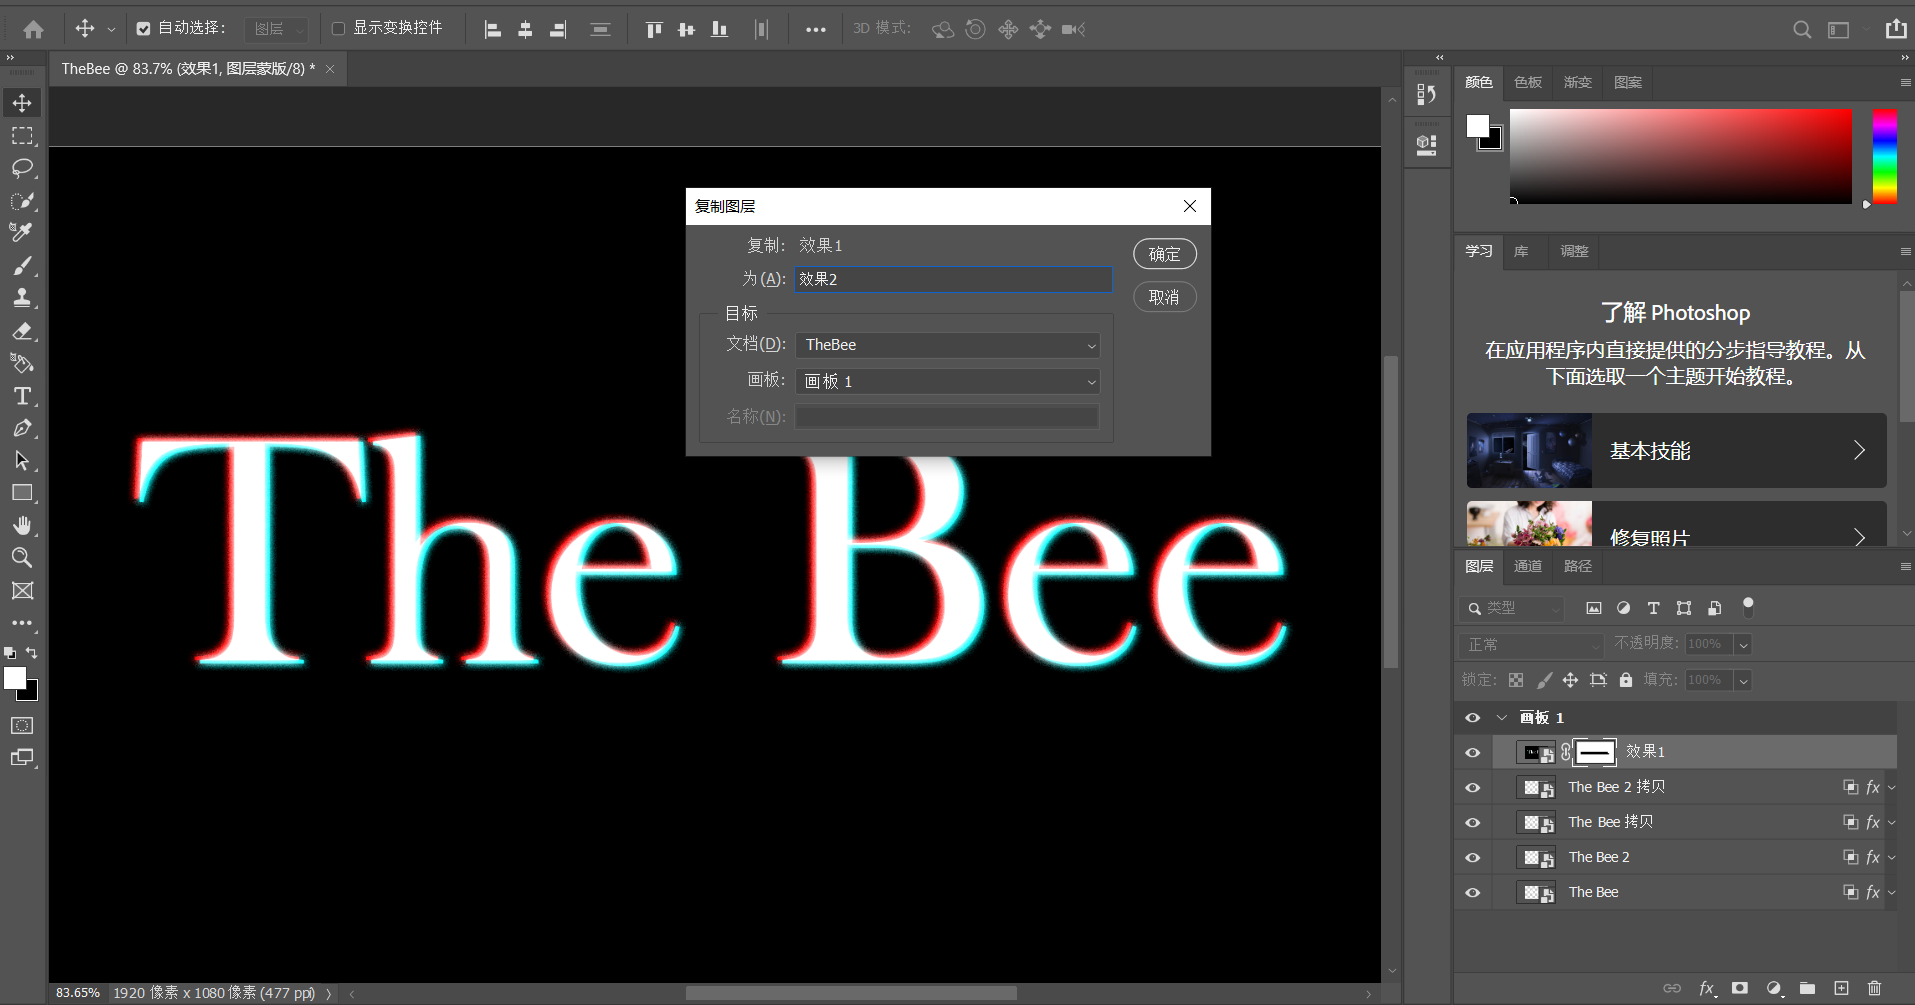 自动选择：
图层
显示变换控件
3D 模式：
TheBee @ 83.7% (效果1, 图层蒙版/8) *
颜色
色板
渐变
图案
复制图层
复制：
效果1
为(A)：
效果2
目标
文档(D)：
TheBee
画板：
画板 1
名称(N)：
确定
取消
The Bee
学习
库
调整
了解 Photoshop
在应用程序内直接提供的分步指导教程。从
下面选取一个主题开始教程。
基本技能
修复照片
图层
通道
路径
类型
正常
不透明度：
100%
锁定：
填充：
100%
画板 1
效果1
The Bee 2 拷贝
fx
The Bee 拷贝
fx
The Bee 2
fx
The Bee
fx
83.65%
1920 像素 x 1080 像素 (477 ppi)
fx